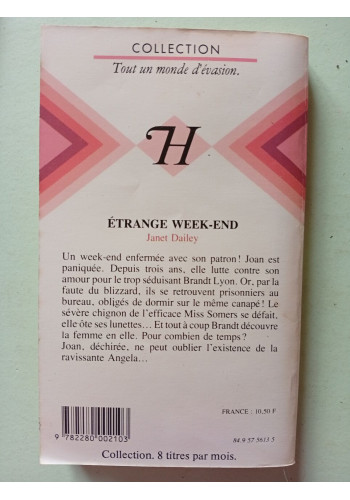 COLLECTION
Tout un monde d'évasion.
H
ÉTRANGE WEEK-END
Janet Dailey
Un week-end enfermée avec son patron! Joan est
paniquée. Depuis trois ans, elle lutte contre son
amour pour le trop séduisant Brandt Lyon. Or, par la
faute du blizzard, ils se retrouvent prisonniers au
bureau, obligés de dormir sur le même canapé! Le
sévère chignon de l'efficace Miss Somers se défait,
elle ôte ses lunettes... Et tout à coup Brandt découvre
la femme en elle. Pour combien de temps?
Joan, déchirée, ne peut oublier l'existence de la
ravissante Angela...
FRANCE : 10,50 F
9 782280 002103
84.9 57 5613 5
Collection. 8 titres par mois.